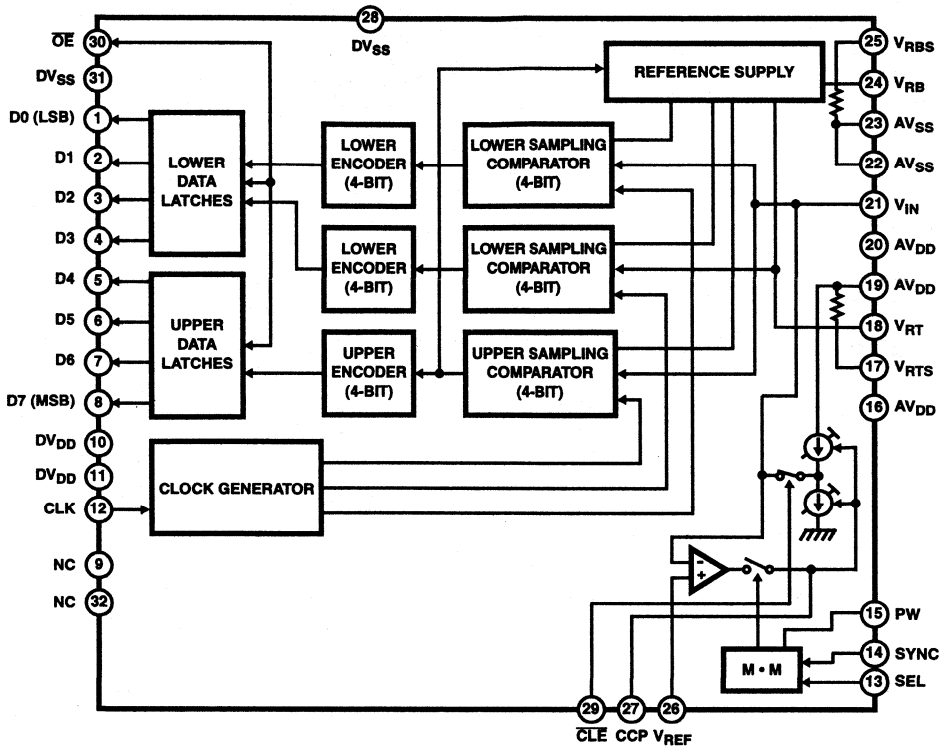 28
DVSS
30
OE
31
DVSS
1
D0 (LSB)
2
D1
3
D2
4
D3
5
D4
6
D5
7
D6
8
D7 (MSB)
10
DVDD
11
DVDD
12
CLK
9
NC
32
NC
LOWER
DATA
LATCHES
UPPER
DATA
LATCHES
CLOCK GENERATOR
LOWER
ENCODER
(4-BIT)
LOWER
ENCODER
(4-BIT)
UPPER
ENCODER
(4-BIT)
LOWER SAMPLING
COMPARATOR
(4-BIT)
LOWER SAMPLING
COMPARATOR
(4-BIT)
UPPER SAMPLING
COMPARATOR
(4-BIT)
REFERENCE SUPPLY
25
VRBS
24
VRB
23
AVSS
22
AVSS
21
VIN
20
AVDD
19
AVDD
18
VRT
17
VRTS
16
AVDD
-
+
M • M
15
PW
14
SYNC
13
SEL
29
CLE
27
CCP
26
VREF